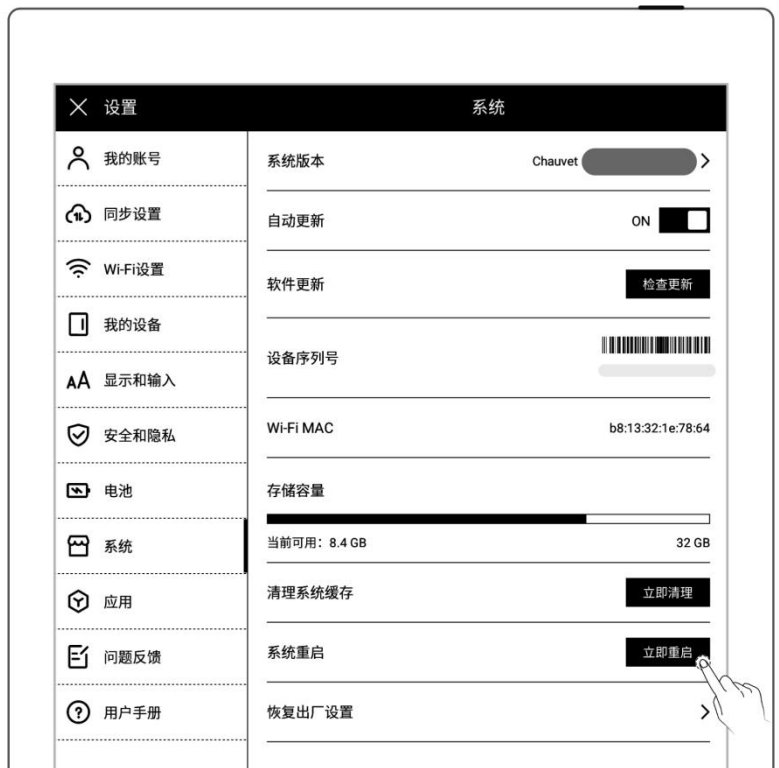 设置
系统
我的账号
同步设置
Wi-Fi设置
我的设备
显示和输入
安全和隐私
电池
系统
应用
问题反馈
用户手册
系统版本 Chauvet
自动更新 ON
软件更新 检查更新
设备序列号
Wi-Fi MAC b8:13:32:1e:78:64
存储容量
当前可用：8.4 GB 32 GB
清理系统缓存 立即清理
系统重启 立即重启
恢复出厂设置